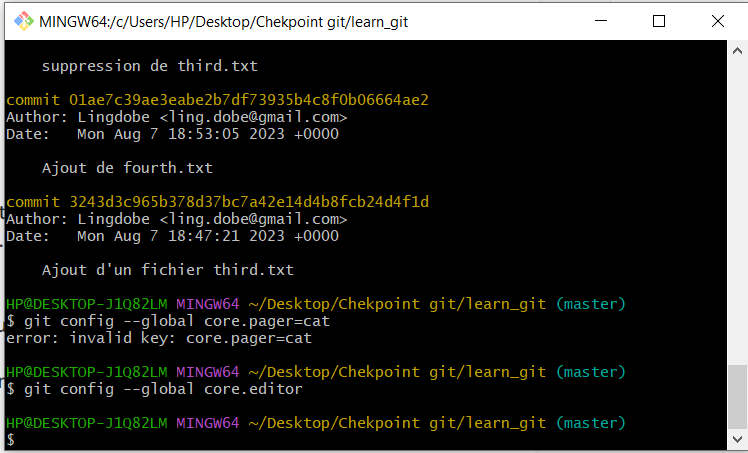 MINGW64:/c/Users/HP/Desktop/Chekpoint git/learn_git
suppression de third.txt
commit 01ae7c39ae3eabe2b7df73935b4c8f0b06664ae2
Author: Lingdobe <ling.dobe@gmail.com>
Date:   Mon Aug 7 18:53:05 2023 +0000
Ajout de fourth.txt
commit 3243d3c965b378d37bc7a42e14d4b8fcb24d4f1d
Author: Lingdobe <ling.dobe@gmail.com>
Date:   Mon Aug 7 18:47:21 2023 +0000
Ajout d'un fichier third.txt
HP@DESKTOP-J1Q82LM MINGW64 ~/Desktop/Chekpoint git/learn_git (master)
$ git config --global core.pager=cat
error: invalid key: core.pager=cat
HP@DESKTOP-J1Q82LM MINGW64 ~/Desktop/Chekpoint git/learn_git (master)
$ git config --global core.editor
HP@DESKTOP-J1Q82LM MINGW64 ~/Desktop/Chekpoint git/learn_git (master)
$